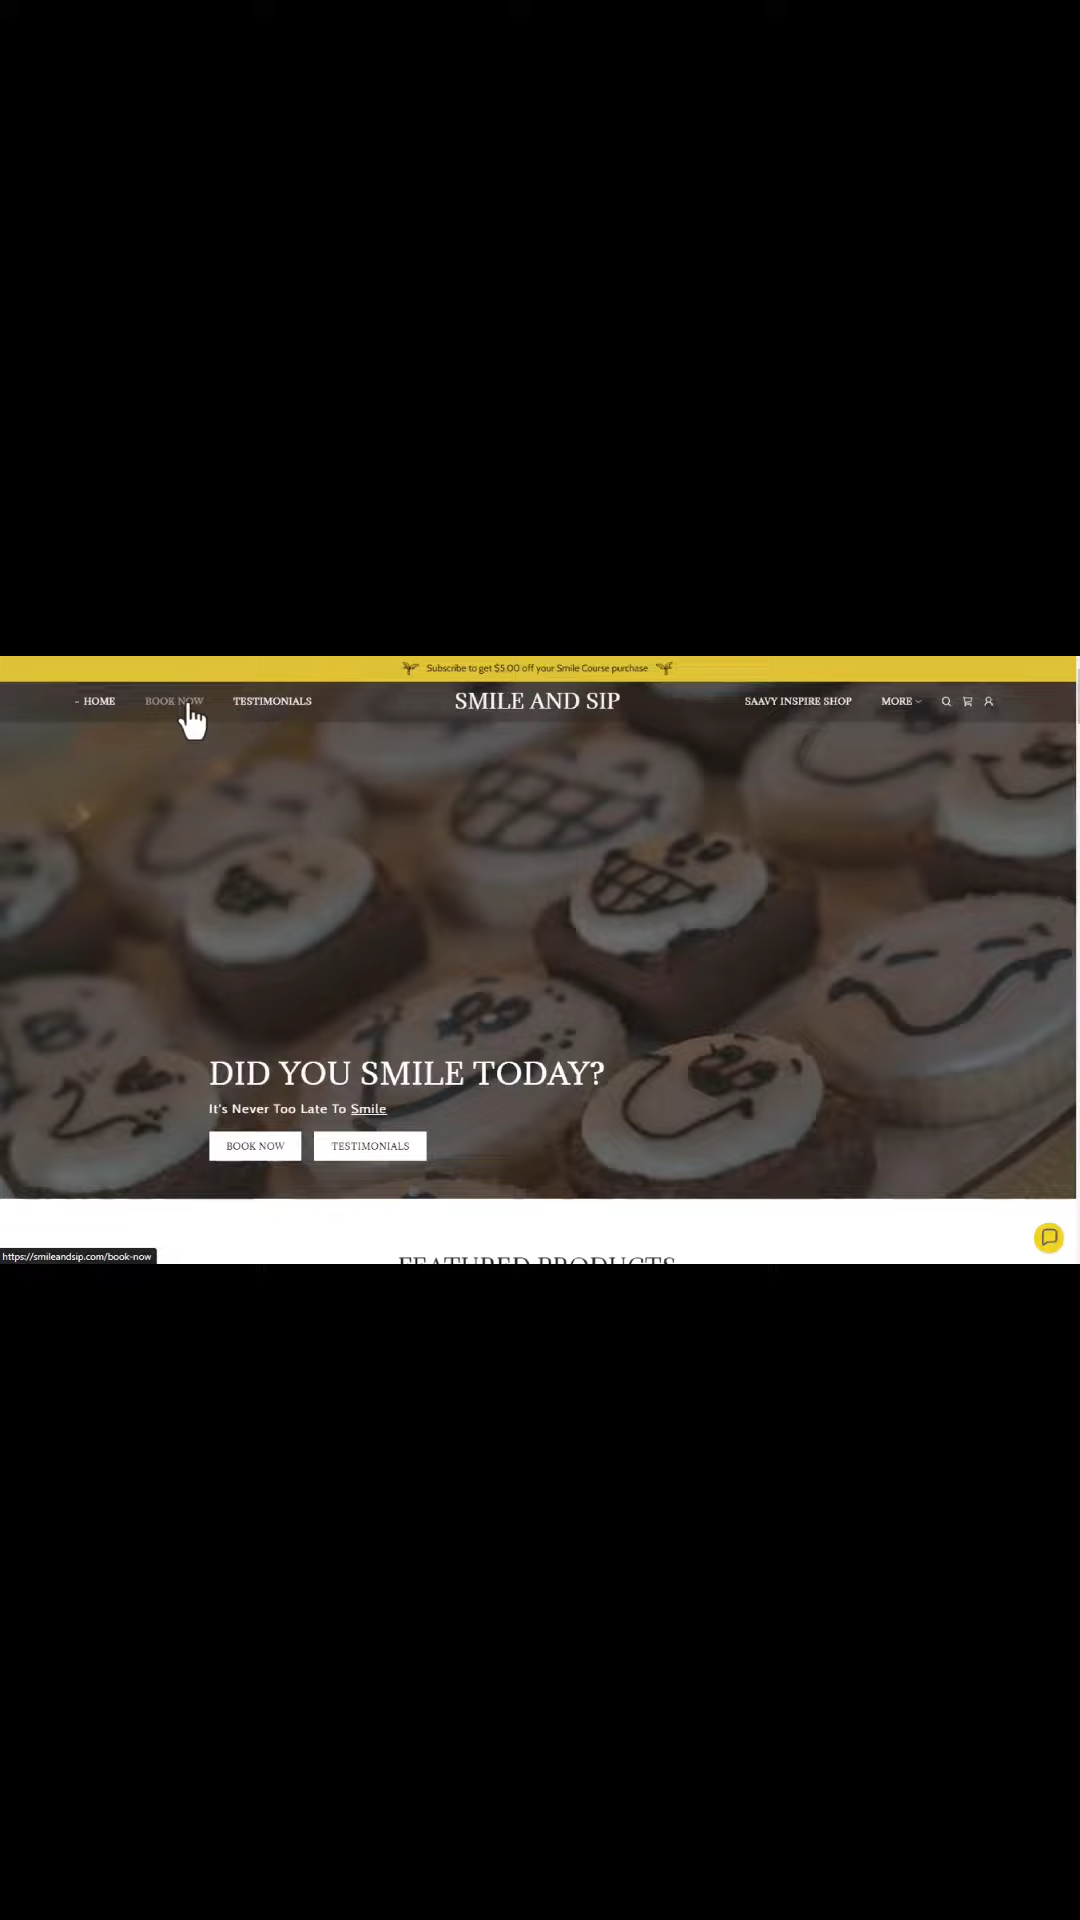 Subscribe to get $5.00 off your Smile Course purchase
- HOME BOOK NOW TESTIMONIALS SMILE AND SIP SAAVY INSPIRE SHOP MORE
DID YOU SMILE TODAY?
It's Never Too Late To Smile
BOOK NOW TESTIMONIALS
FEATURED PRODUCTS
https://smileandsip.com/book-now